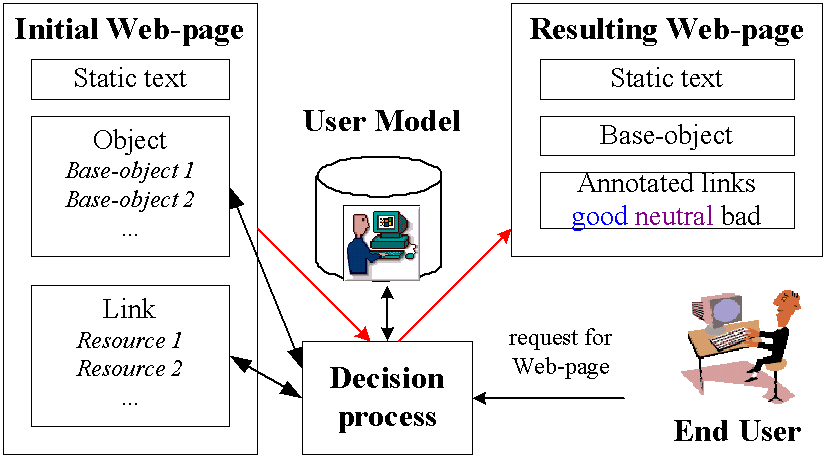 Initial Web-page
Static text
Object
Base-object 1
Base-object 2
...
Link
Resource 1
Resource 2
...
User Model
Decision
process
Resulting Web-page
Static text
Base-object
Annotated links
good neutral bad
request for
Web-page
End User